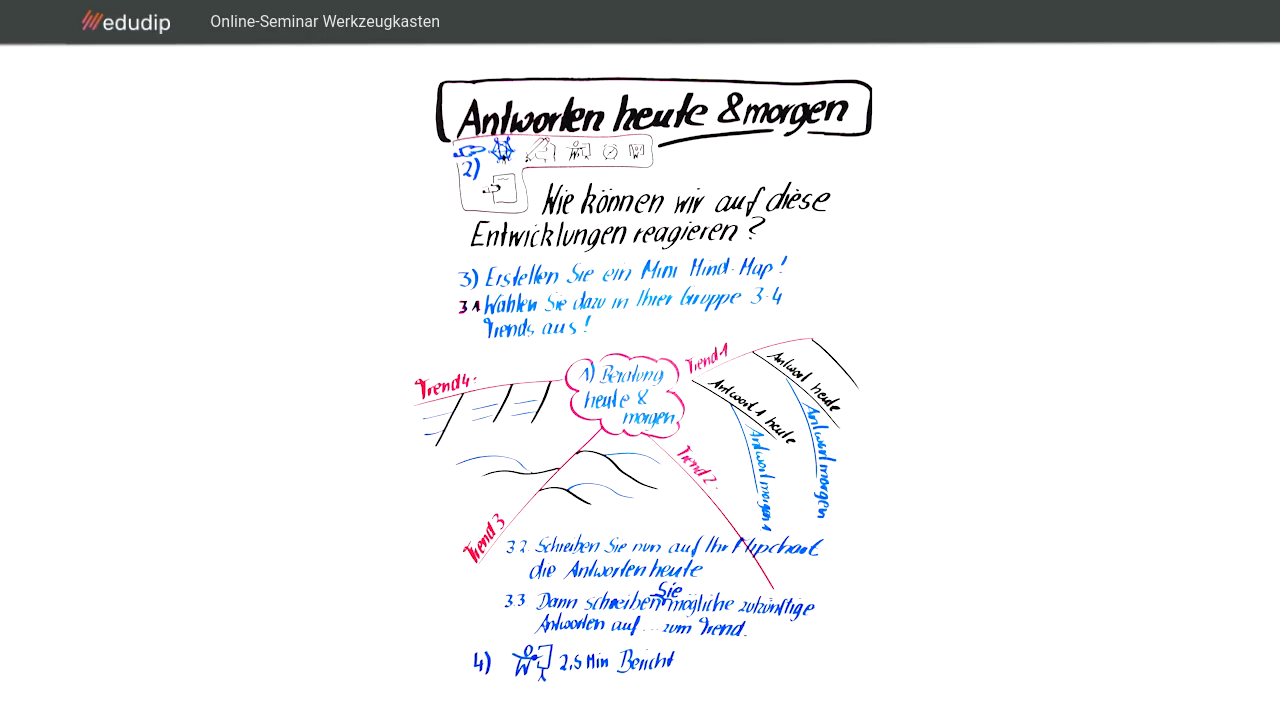 edudip
Online-Seminar Werkzeugkasten
Antworten heute & morgen
2)
Wie können wir auf diese
Entwicklungen reagieren?
3) Erstellen Sie ein Mini Mind-Map!
3.1 Wählen Sie dazu in Ihrer Gruppe 3-4
Trends aus!
Trend 4:
1) Beratung
heute &
morgen
Trend 1
Antwort heute
Antwort morgen
Antwort 1 heute
Antwort morgen 1
Trend 2:
Trend 3
3.2. Schreiben Sie nun auf Ihr Flipchart
die Antworten heute
3.3 Dann schreiben Sie mögliche zukünftige
Antworten auf ... zum Trend.
4) 2,5 Min Bericht